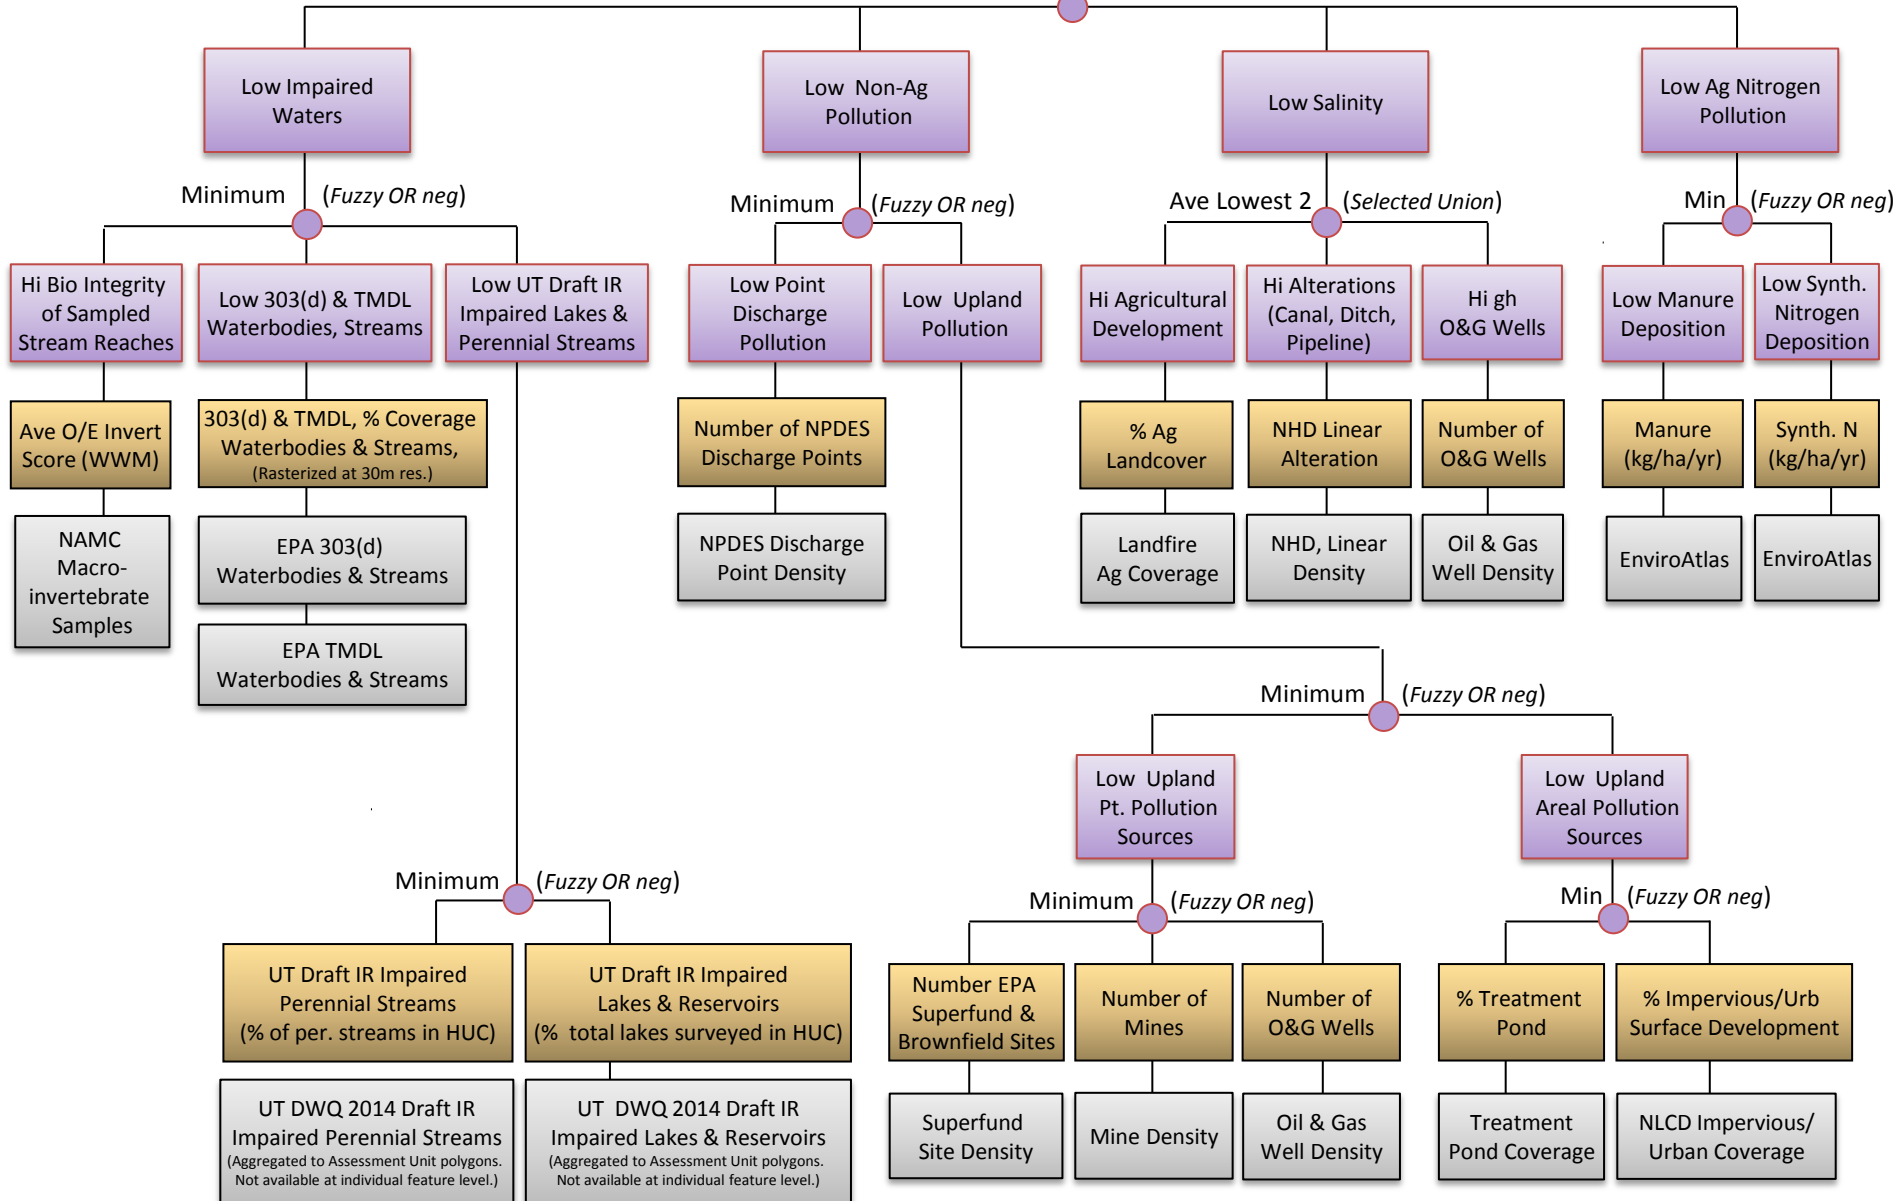 Low Impaired
Waters
Low Non-Ag
Pollution
Low Salinity
Low Ag Nitrogen
Pollution
Minimum (Fuzzy OR neg)
Minimum (Fuzzy OR neg)
Ave Lowest 2 (Selected Union)
Min (Fuzzy OR neg)
Hi Bio Integrity
of Sampled
Stream Reaches
Low 303(d) & TMDL
Waterbodies, Streams
Low UT Draft IR
Impaired Lakes &
Perennial Streams
Low Point
Discharge
Pollution
Low Upland
Pollution
Hi Agricultural
Development
Hi Alterations
(Canal, Ditch,
Pipeline)
Hi gh
O&G Wells
Low Manure
Deposition
Low Synth.
Nitrogen
Deposition
Ave O/E Invert
Score (WWM)
303(d) & TMDL, % Coverage
Waterbodies & Streams,
(Rasterized at 30m res.)
Number of NPDES
Discharge Points
% Ag
Landcover
NHD Linear
Alteration
Number of
O&G Wells
Manure
(kg/ha/yr)
Synth. N
(kg/ha/yr)
NAMC
Macro-
invertebrate
Samples
EPA 303(d)
Waterbodies & Streams
EPA TMDL
Waterbodies & Streams
NPDES Discharge
Point Density
Landfire
Ag Coverage
NHD, Linear
Density
Oil & Gas
Well Density
EnviroAtlas
EnviroAtlas
Minimum (Fuzzy OR neg)
Low Upland
Pt. Pollution
Sources
Low Upland
Areal Pollution
Sources
Minimum (Fuzzy OR neg)
Minimum (Fuzzy OR neg)
Min (Fuzzy OR neg)
UT Draft IR Impaired
Perennial Streams
(% of per. streams in HUC)
UT Draft IR Impaired
Lakes & Reservoirs
(% total lakes surveyed in HUC)
Number EPA
Superfund &
Brownfield Sites
Number of
Mines
Number of
O&G Wells
% Treatment
Pond
% Impervious/Urb
Surface Development
UT DWQ 2014 Draft IR
Impaired Perennial Streams
(Aggregated to Assessment Unit polygons.
Not available at individual feature level.)
UT DWQ 2014 Draft IR
Impaired Lakes & Reservoirs
(Aggregated to Assessment Unit polygons.
Not available at individual feature level.)
Superfund
Site Density
Mine Density
Oil & Gas
Well Density
Treatment
Pond Coverage
NLCD Impervious/
Urban Coverage